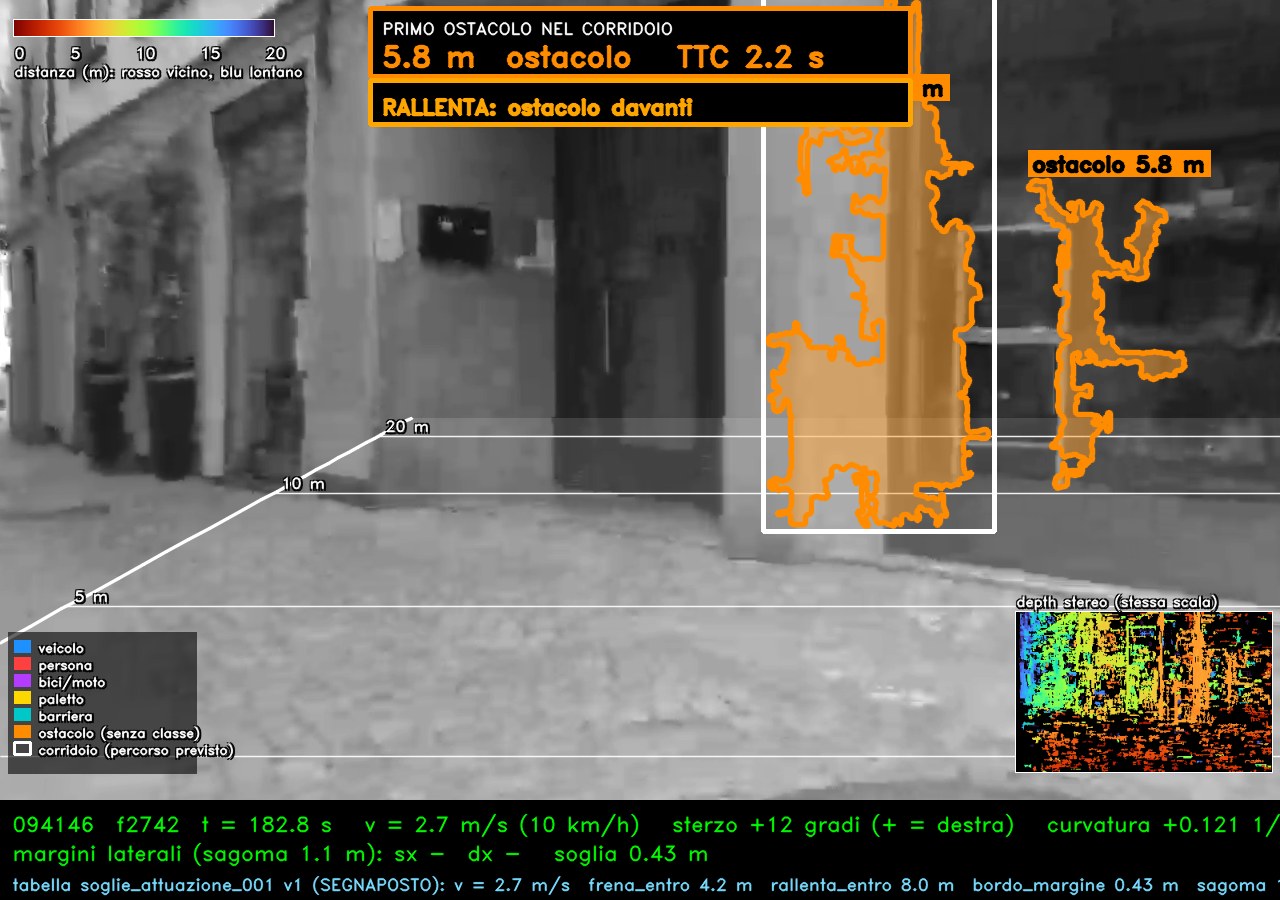 0 5 10 15 20
distanza (m): rosso vicino, blu lontano
PRIMO OSTACOLO NEL CORRIDOIO
5.8 m ostacolo TTC 2.2 s
RALLENTA: ostacolo davanti
m
ostacolo 5.8 m
20 m
10 m
5 m
depth stereo (stessa scala)
veicolo
persona
bici/moto
paletto
barriera
ostacolo (senza classe)
corridoio (percorso previsto)
094146 f2742 t = 182.8 s v = 2.7 m/s (10 km/h) sterzo +12 gradi (+ = destra) curvatura +0.121 1/
margini laterali (sagoma 1.1 m): sx - dx - soglia 0.43 m
tabella soglie_attuazione_001 v1 (SEGNAPOSTO): v = 2.7 m/s frena_entro 4.2 m rallenta_entro 8.0 m bordo_margine 0.43 m sagoma